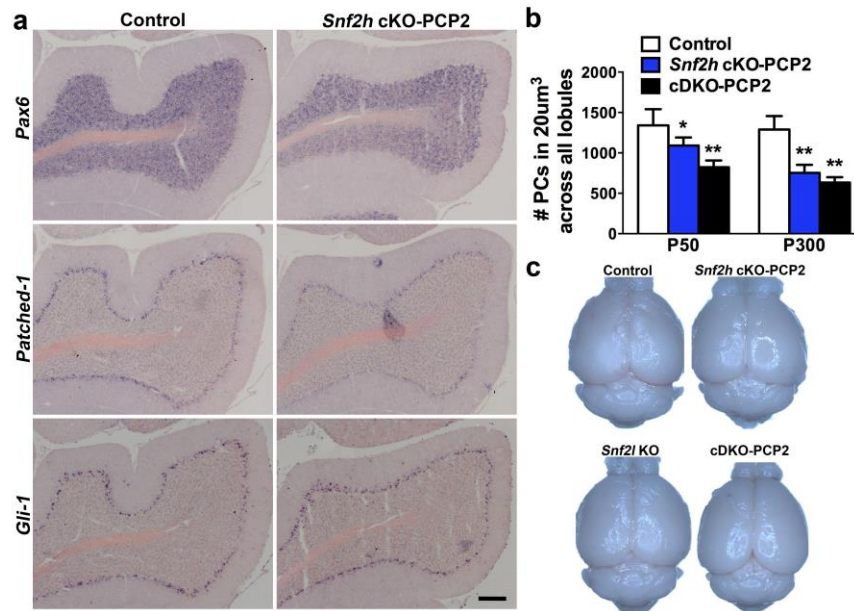 a
Control
Snf2h cKO-PCP2
Pax6
Patched-1
Gli-1
b
Control
Snf2h cKO-PCP2
cDKO-PCP2
# PCs in 20um³
across all lobules
2000
1500
1000
500
0
*
**
**
**
P50
P300
c
Control
Snf2h cKO-PCP2
Snf2l KO
cDKO-PCP2